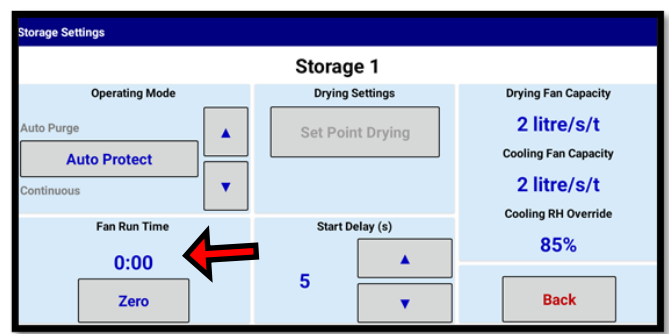 Storage Settings
Storage 1
Operating Mode
Auto Purge
▲
Auto Protect
Continuous
▼
Drying Settings
Set Point Drying
Drying Fan Capacity
2 litre/s/t
Cooling Fan Capacity
2 litre/s/t
Cooling RH Override
85%
Fan Run Time
0:00
Zero
Start Delay (s)
5
▲
▼
Back